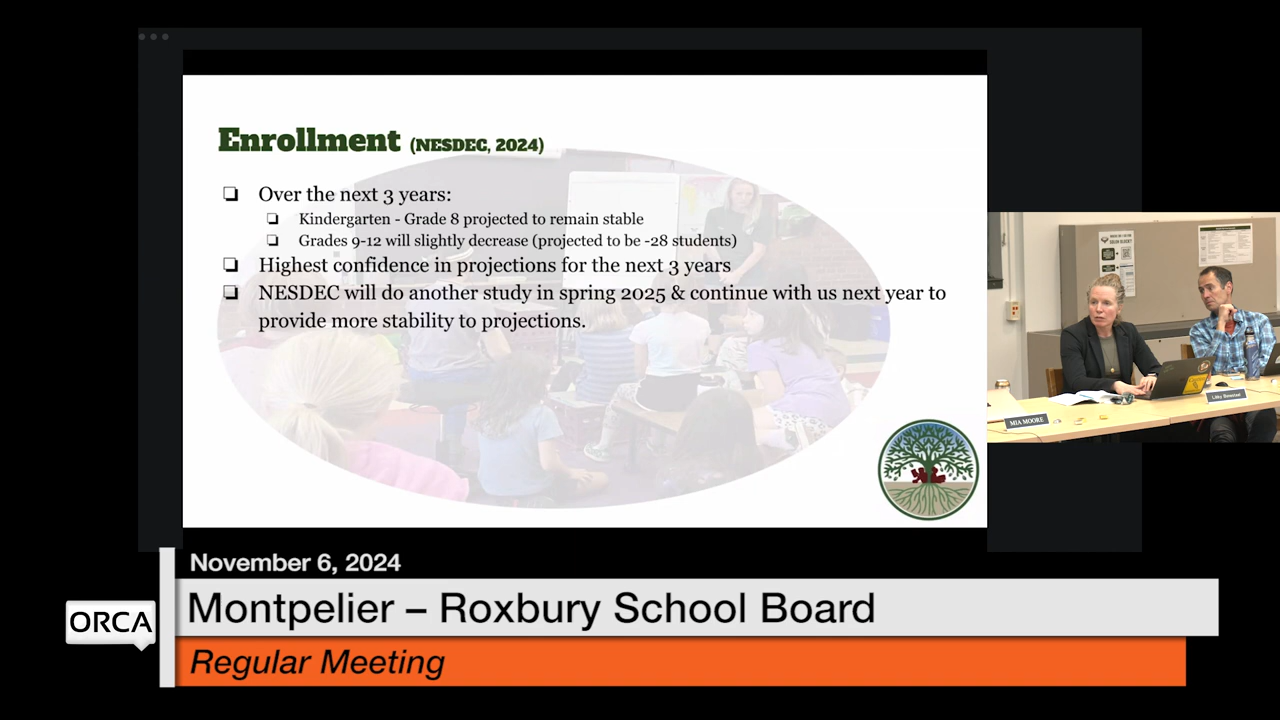 Enrollment (NESDEC, 2024)
Over the next 3 years:
Kindergarten - Grade 8 projected to remain stable
Grades 9-12 will slightly decrease (projected to be -28 students)
Highest confidence in projections for the next 3 years
NESDEC will do another study in spring 2025 & continue with us next year to
provide more stability to projections.
MIA MOORE
Libby Bonesteel
November 6, 2024
ORCA
Montpelier – Roxbury School Board
Regular Meeting